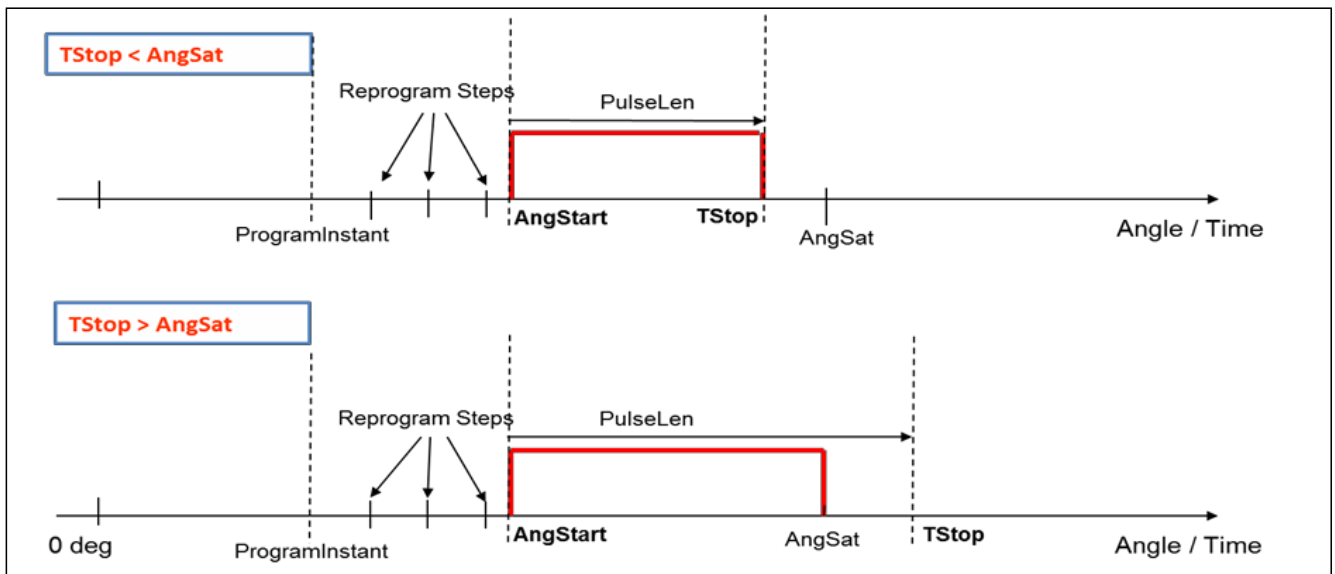 TStop < AngSat
Reprogram Steps
PulseLen
ProgramInstant
AngStart
TStop
AngSat
Angle / Time
TStop > AngSat
Reprogram Steps
PulseLen
0 deg
ProgramInstant
AngStart
AngSat
TStop
Angle / Time